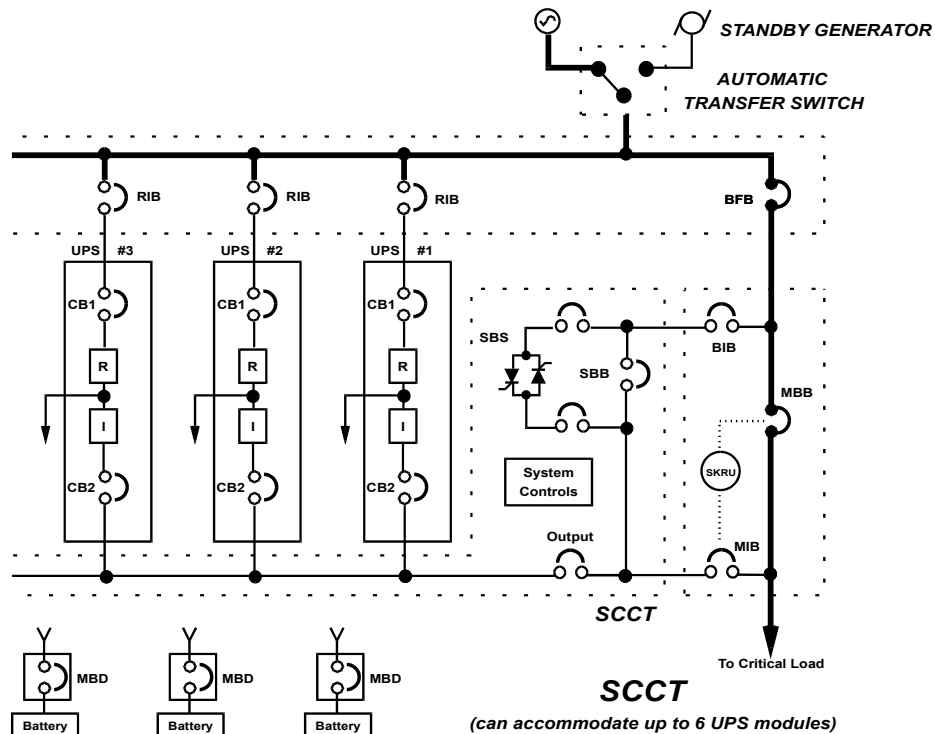 STANDBY GENERATOR
AUTOMATIC
TRANSFER SWITCH
RIB
RIB
RIB
BFB
UPS #3
UPS #2
UPS #1
CB1
CB1
CB1
SBS
SBB
BIB
R
R
R
MBB
I
I
I
SKRU
System
Controls
CB2
CB2
CB2
Output
MIB
SCCT
To Critical Load
MBD
MBD
MBD
SCCT
Battery
Battery
Battery
(can accommodate up to 6 UPS modules)